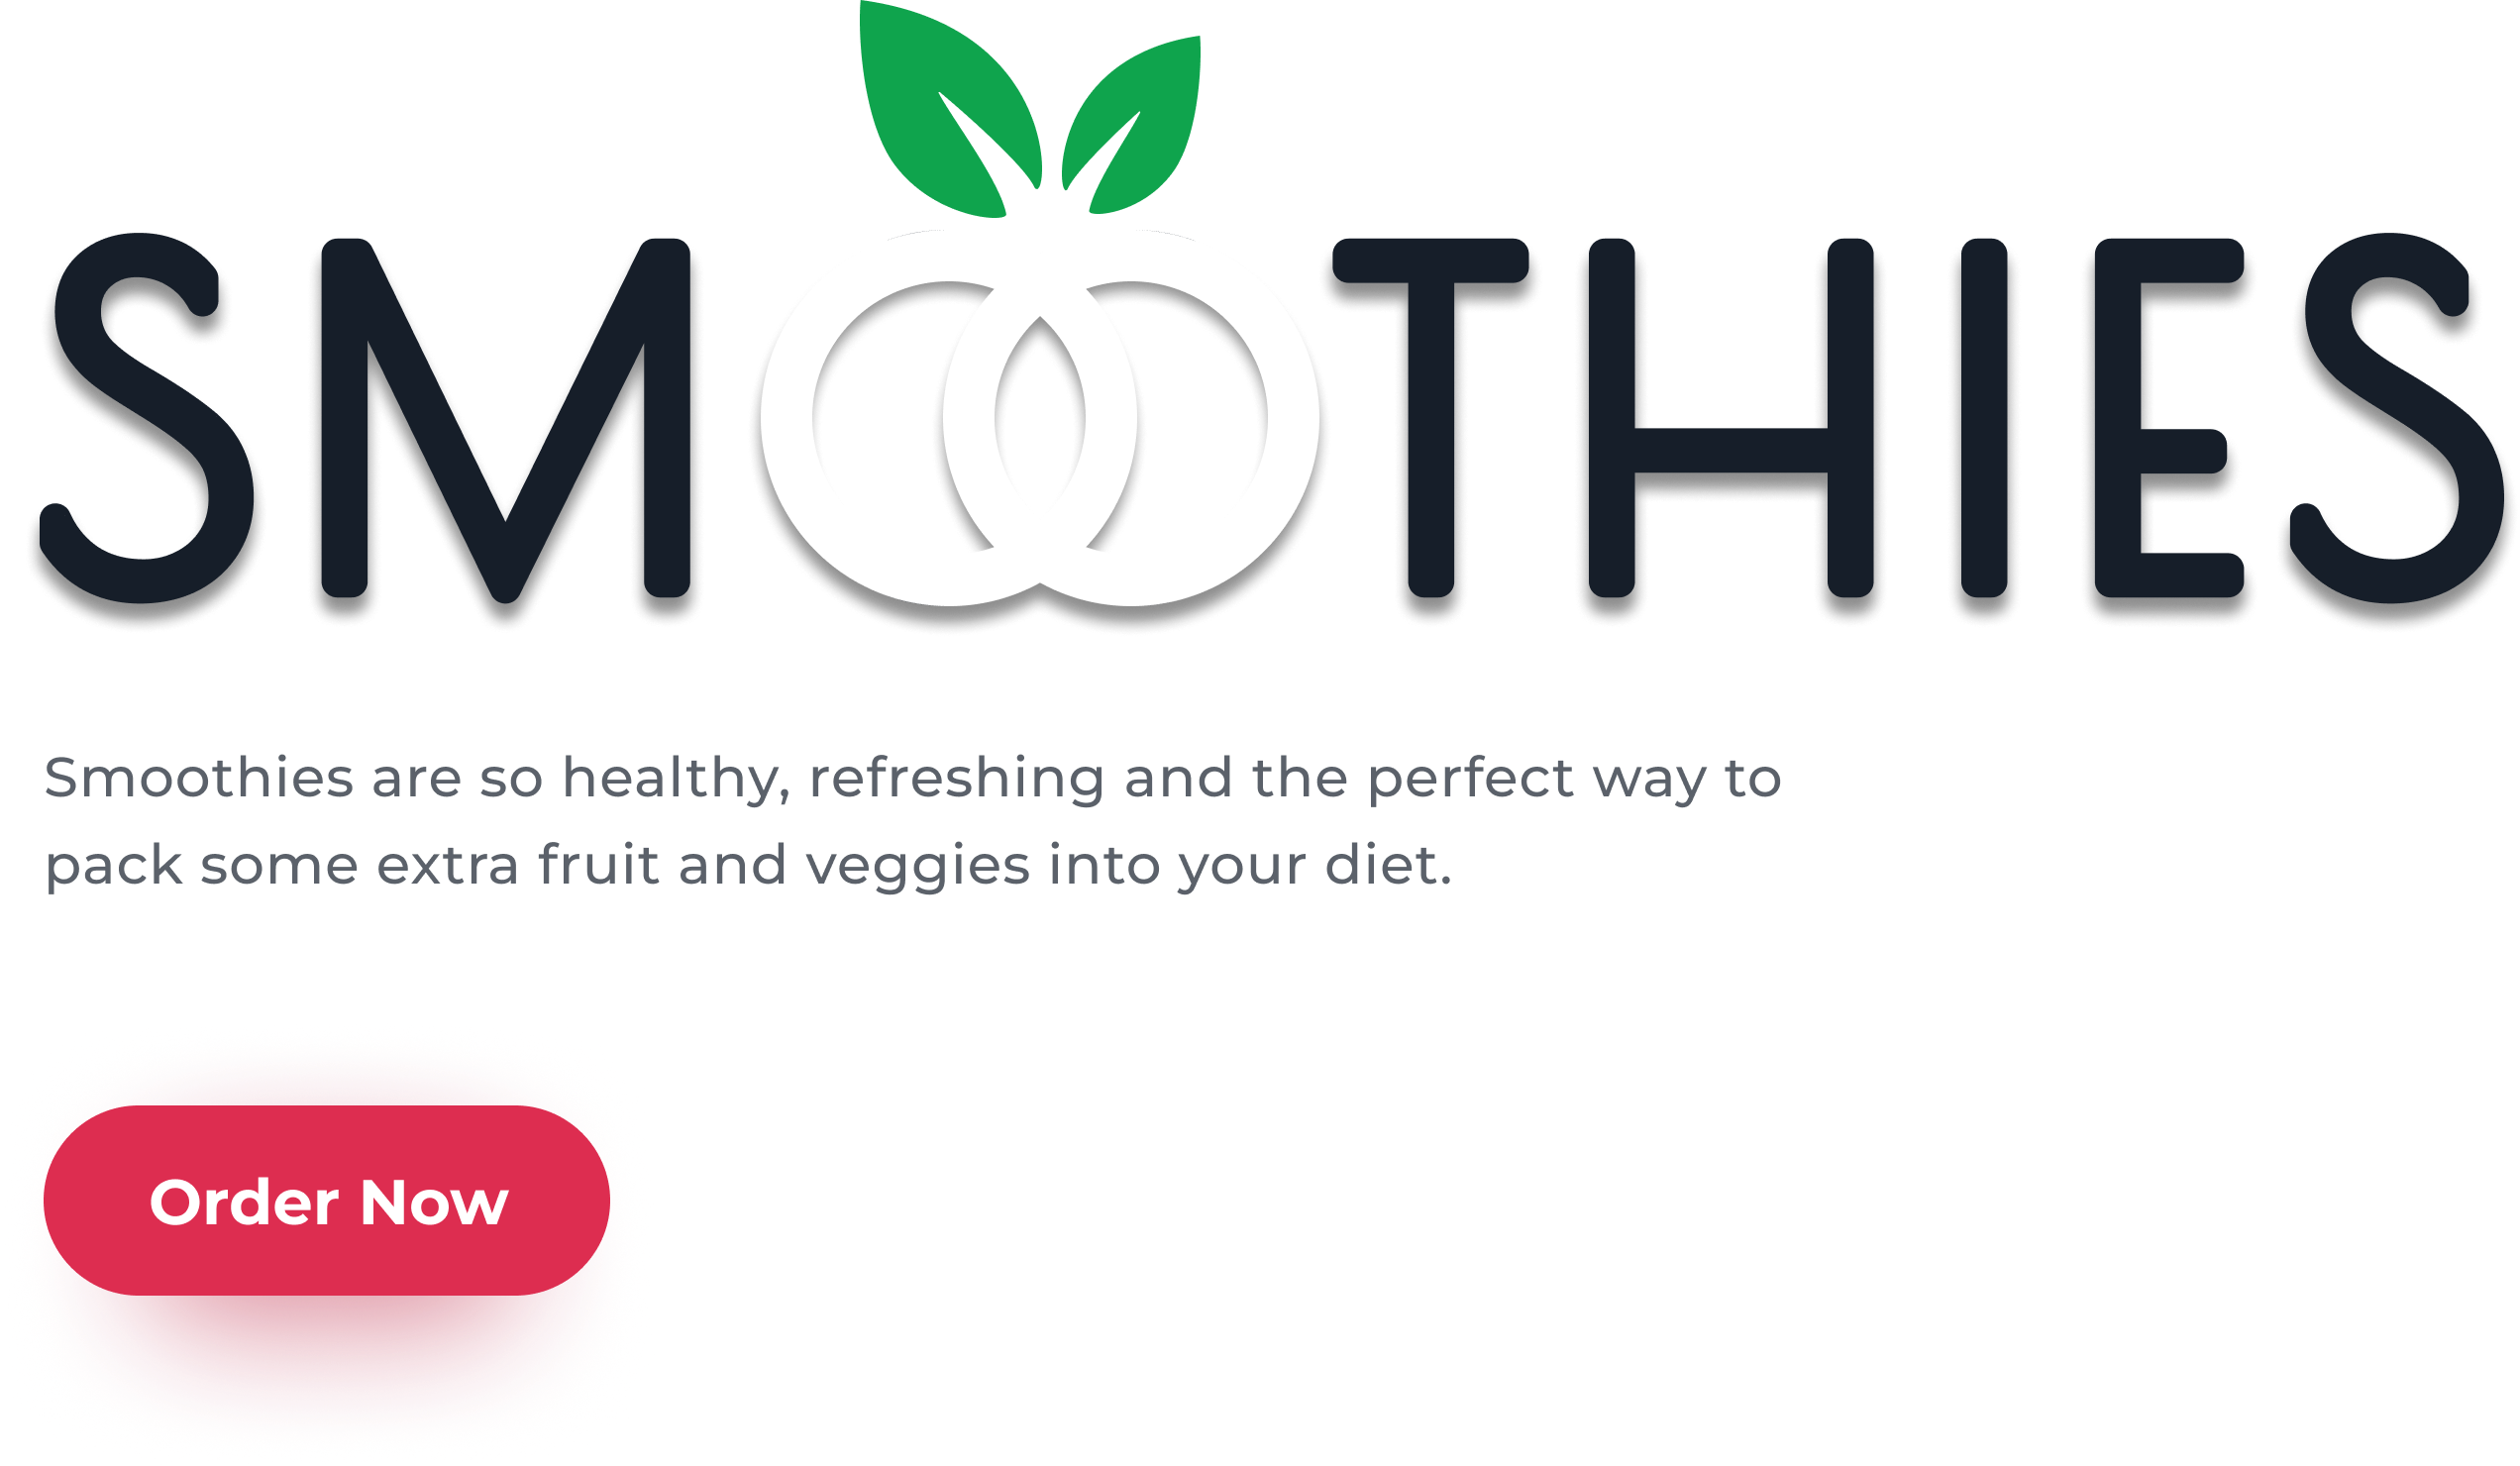 SMOOTHIES
Smoothies are so healthy, refreshing and the perfect way to
pack some extra fruit and veggies into your diet.
Order Now